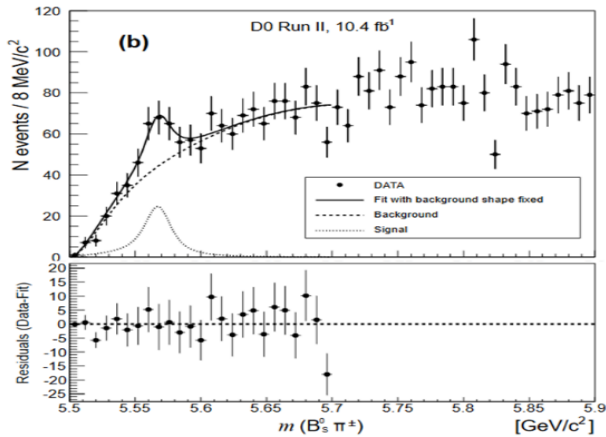 120
100
80
60
40
20
0
N events / 8 MeV/c²
(b)
D0 Run II, 10.4 fb⁻¹
DATA
Fit with background shape fixed
Background
Signal
20
15
10
5
0
-5
-10
-15
-20
-25
Residuals (Data-Fit)
5.5 5.55 5.6 5.65 5.7 5.75 5.8 5.85 5.9
m (B⁰ₛ π±) [GeV/c²]